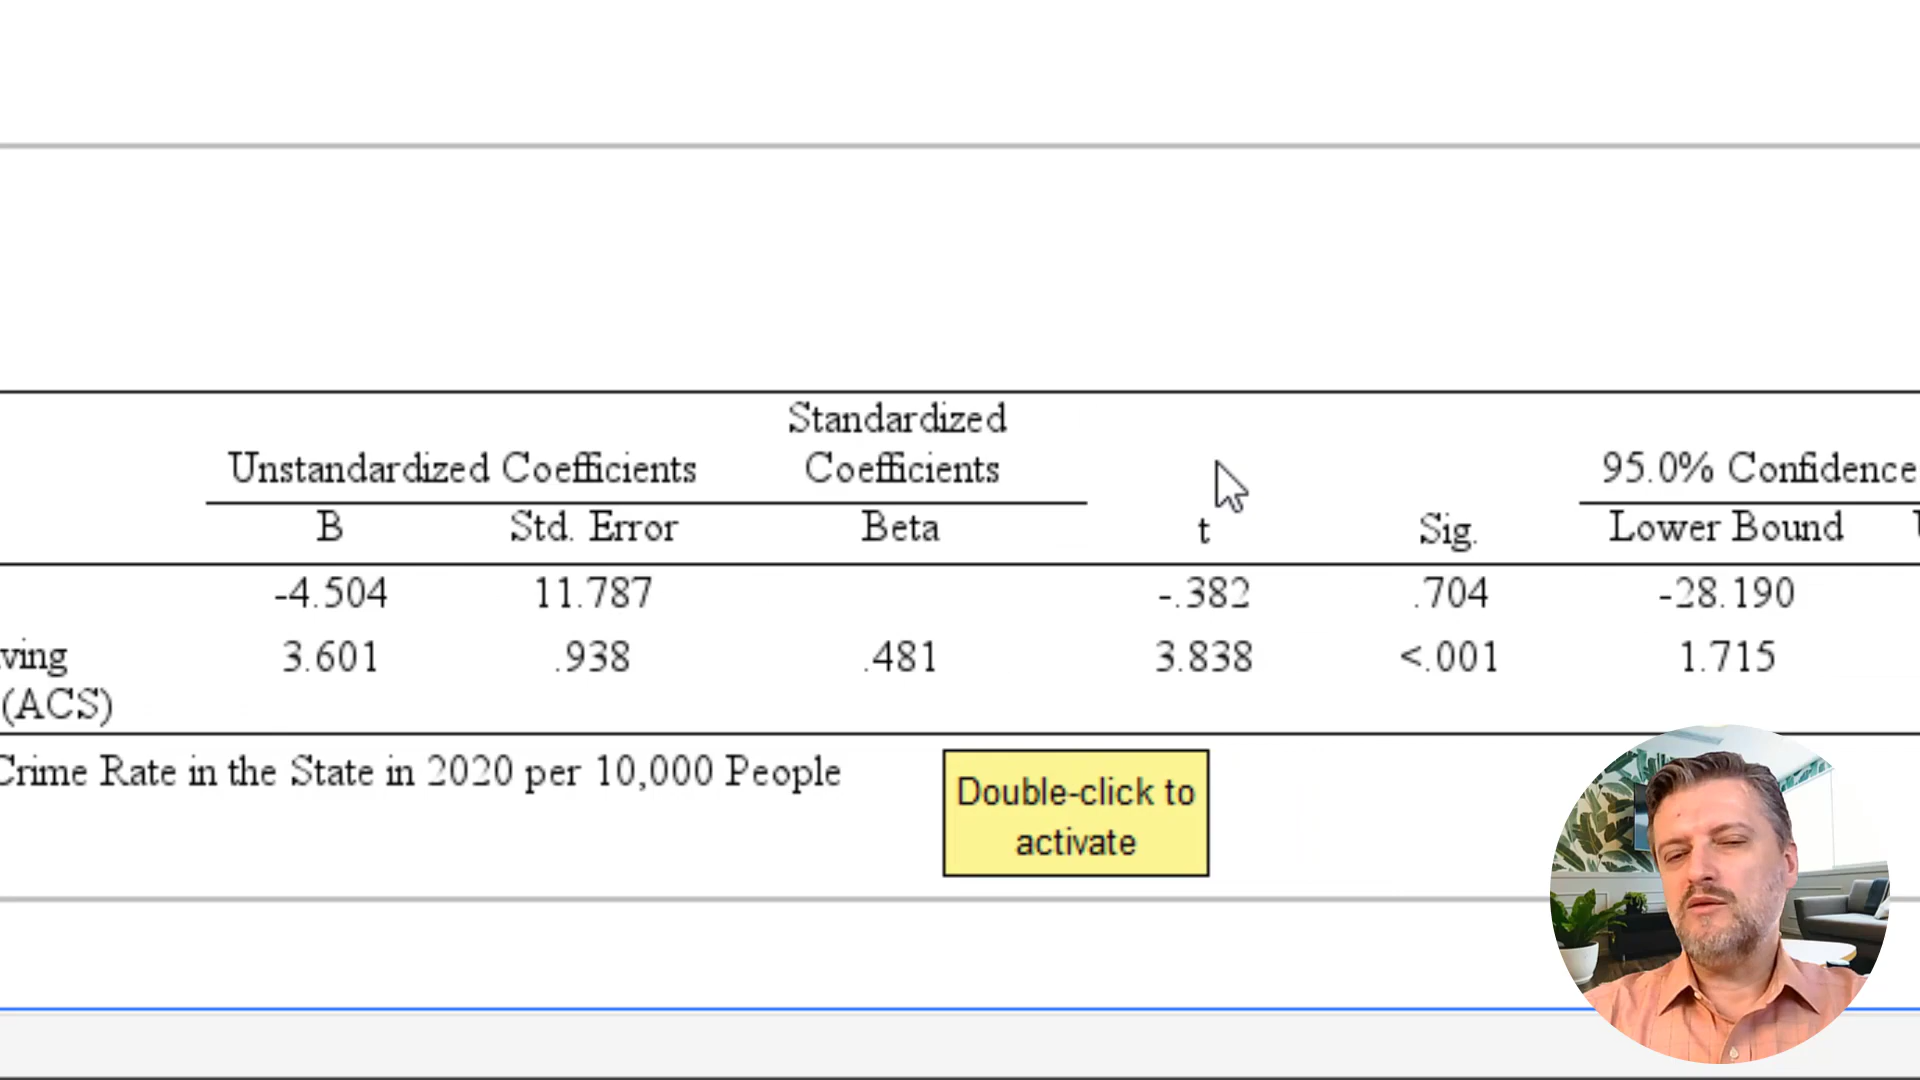 Standardized
Unstandardized Coefficients Coefficients 95.0% Confidence
B Std. Error Beta t Sig. Lower Bound
-4.504 11.787 -.382 .704 -28.190
ving 3.601 .938 .481 3.838 <.001 1.715
(ACS)
Crime Rate in the State in 2020 per 10,000 People
Double-click to
activate